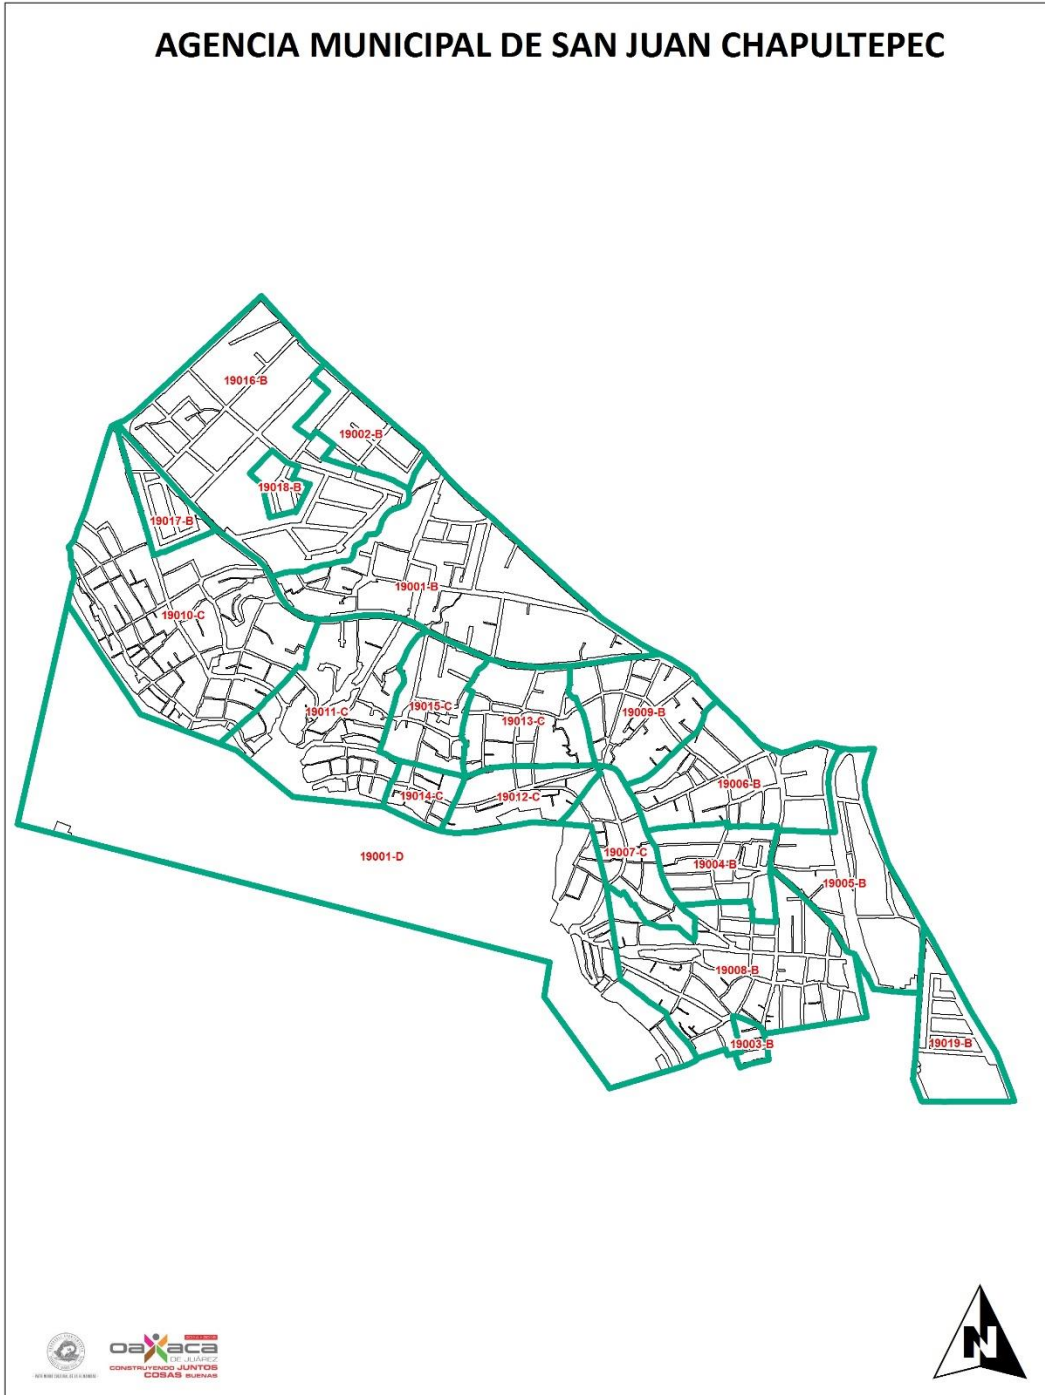 AGENCIA MUNICIPAL DE SAN JUAN CHAPULTEPEC
19016-B
19002-B
19018-B
19017-B
19001-B
19010-C
19011-C
19015-C
19013-C
19009-B
19006-B
19014-C
19012-C
19001-D
19007-C
19004-B
19005-B
19008-B
19003-B
19019-B
oaxaca
DE JUÁREZ
CONSTRUYENDO JUNTOS
COSAS BUENAS
N